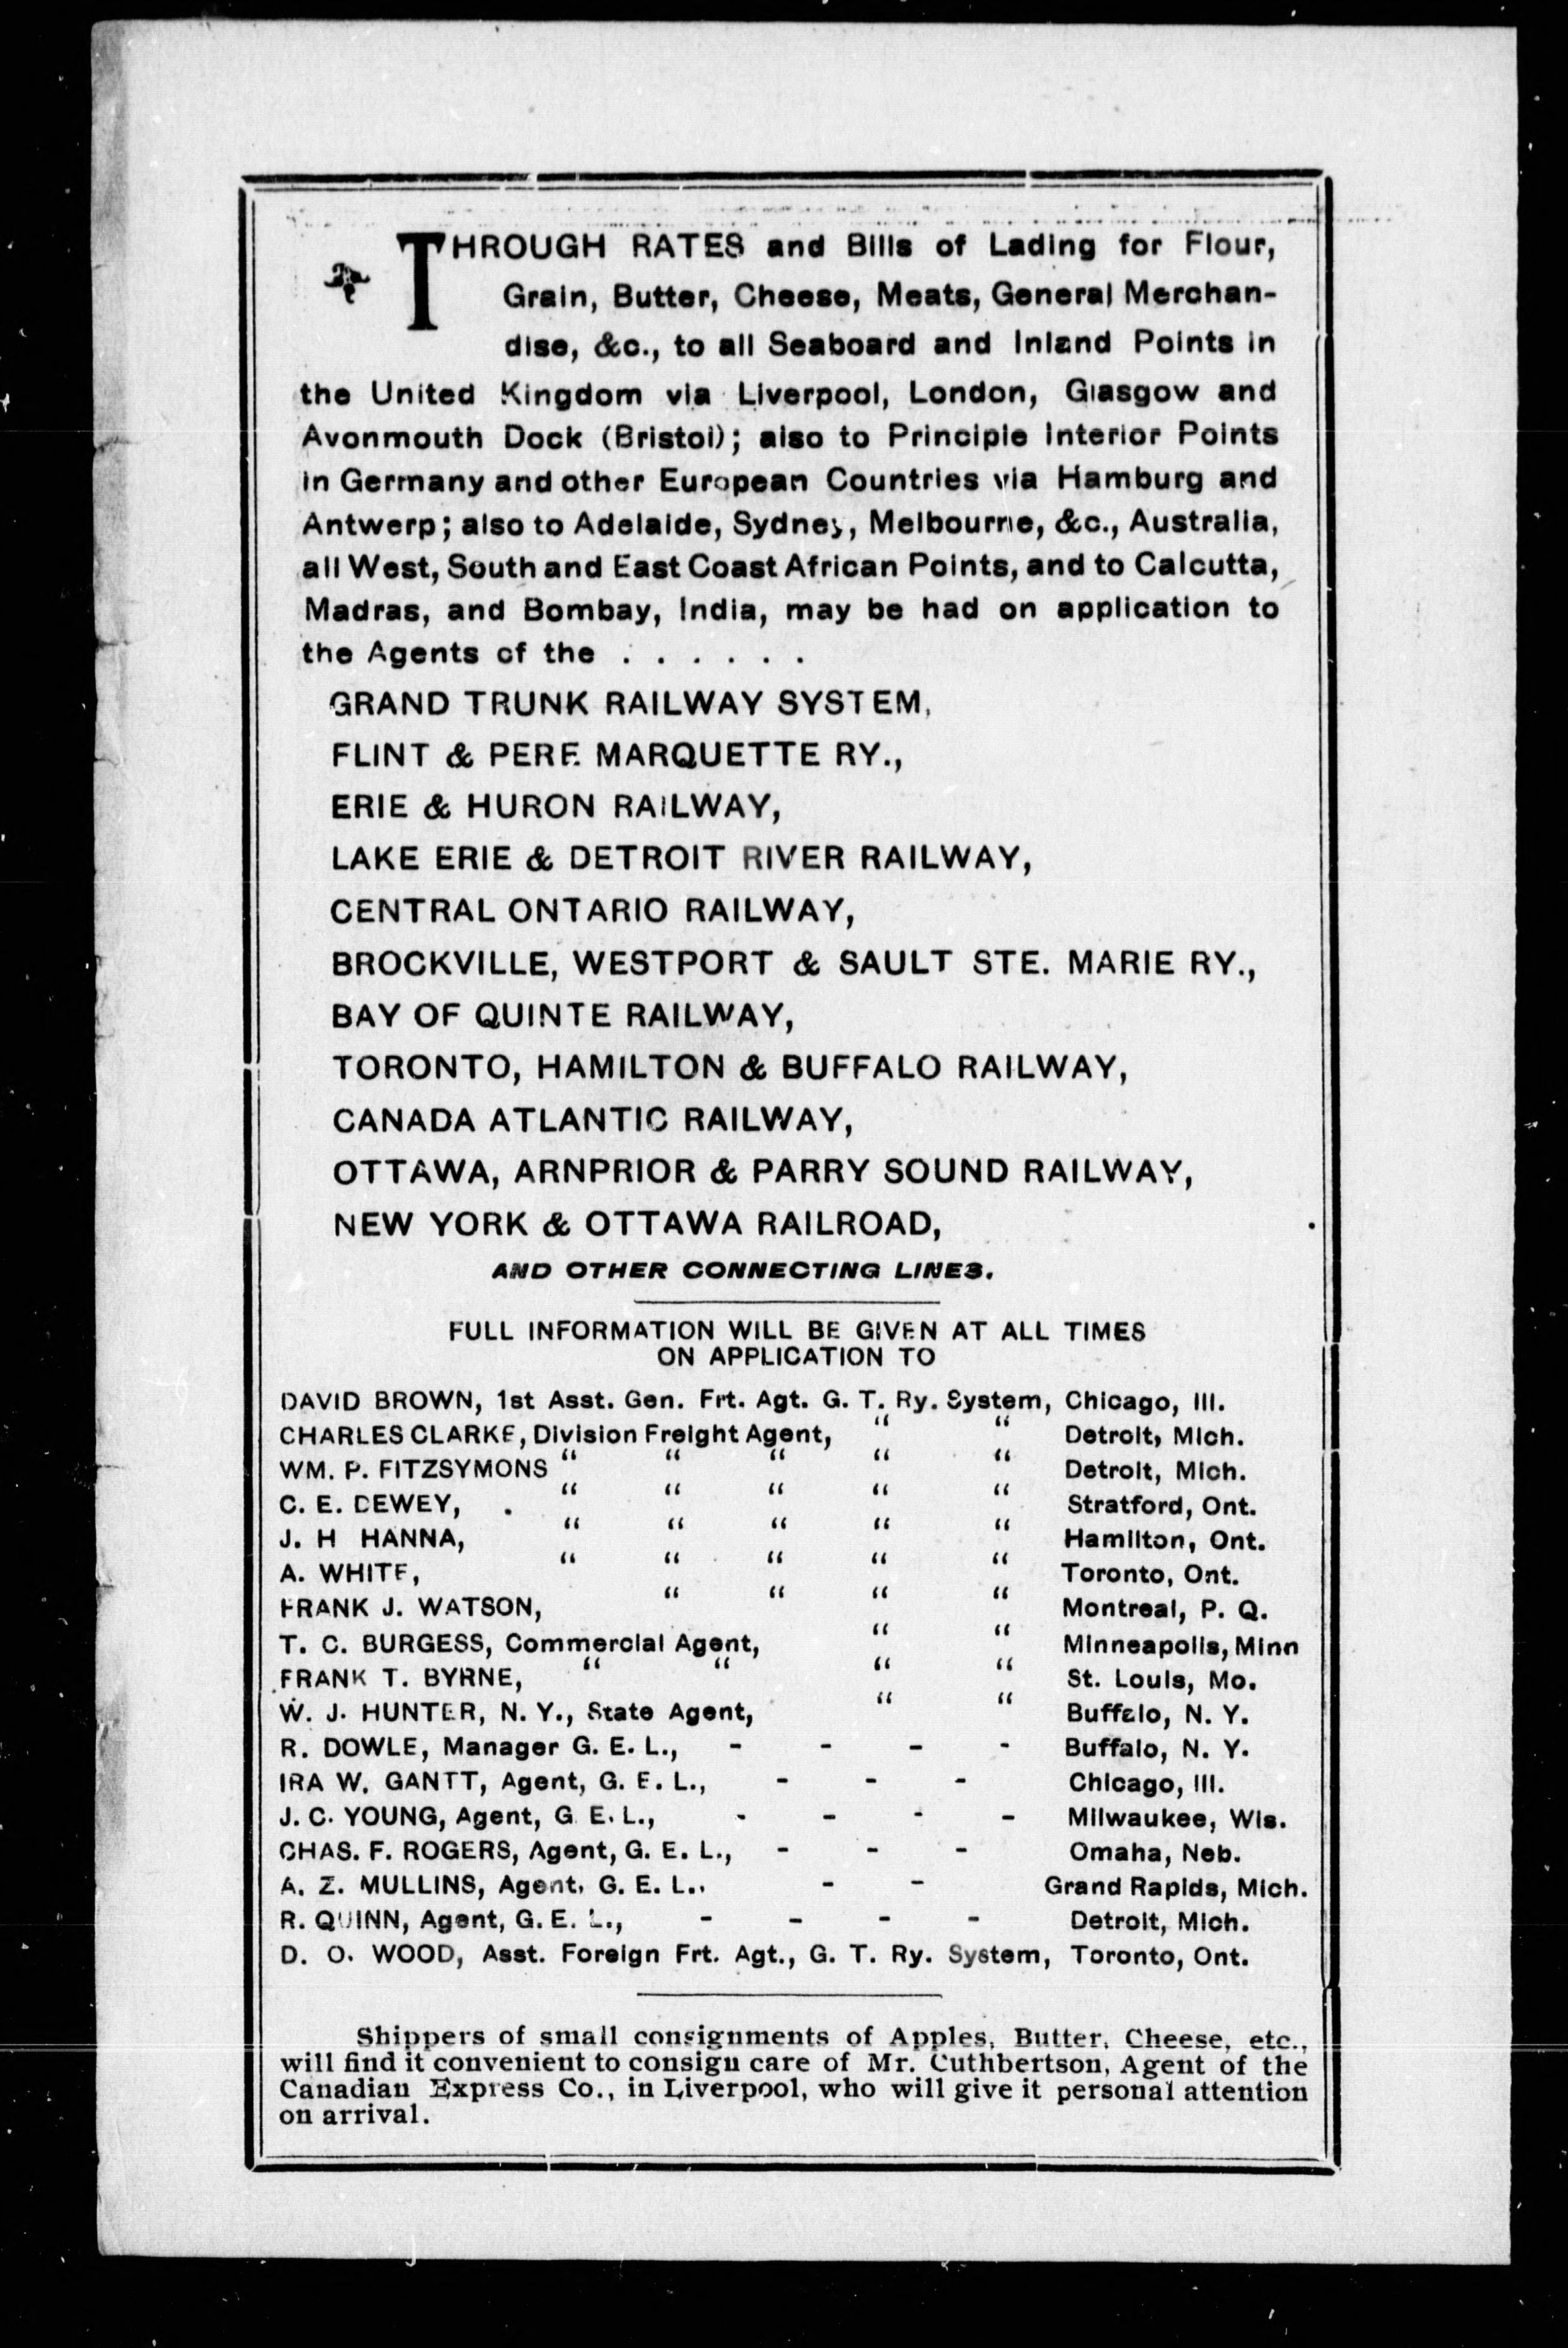 THROUGH RATES and Bills of Lading for Flour,
Grain, Butter, Cheese, Meats, General Merchan-
dise, &c., to all Seaboard and Inland Points in
the United Kingdom via Liverpool, London, Glasgow and
Avonmouth Dock (Bristol); also to Principle Interior Points
in Germany and other European Countries via Hamburg and
Antwerp; also to Adelaide, Sydney, Melbourne, &c., Australia,
all West, South and East Coast African Points, and to Calcutta,
Madras, and Bombay, India, may be had on application to
the Agents of the . . . . . .
GRAND TRUNK RAILWAY SYSTEM,
FLINT & PERE MARQUETTE RY.,
ERIE & HURON RAILWAY,
LAKE ERIE & DETROIT RIVER RAILWAY,
CENTRAL ONTARIO RAILWAY,
BROCKVILLE, WESTPORT & SAULT STE. MARIE RY.,
BAY OF QUINTE RAILWAY,
TORONTO, HAMILTON & BUFFALO RAILWAY,
CANADA ATLANTIC RAILWAY,
OTTAWA, ARNPRIOR & PARRY SOUND RAILWAY,
NEW YORK & OTTAWA RAILROAD,
AND OTHER CONNECTING LINES.
FULL INFORMATION WILL BE GIVEN AT ALL TIMES
ON APPLICATION TO
DAVID BROWN, 1st Asst. Gen. Frt. Agt. G. T. Ry. System, Chicago, Ill.
CHARLES CLARKE, Division Freight Agent, " " Detroit, Mich.
WM. P. FITZSYMONS " " " " " Detroit, Mich.
C. E. DEWEY, . " " " " " Stratford, Ont.
J. H HANNA, " " " " " Hamilton, Ont.
A. WHITE, " " " " " Toronto, Ont.
FRANK J. WATSON, " " " " Montreal, P. Q.
T. C. BURGESS, Commercial Agent, " " Minneapolis, Minn
FRANK T. BYRNE, " " " " St. Louis, Mo.
W. J. HUNTER, N. Y., State Agent, " " Buffalo, N. Y.
R. DOWLE, Manager G. E. L., - - - - Buffalo, N. Y.
IRA W. GANTT, Agent, G. E. L., - - - Chicago, Ill.
J. C. YOUNG, Agent, G. E. L., - - - - Milwaukee, Wis.
CHAS. F. ROGERS, Agent, G. E. L., - - - Omaha, Neb.
A. Z. MULLINS, Agent, G. E. L., - - Grand Rapids, Mich.
R. QUINN, Agent, G. E. L., - - - - Detroit, Mich.
D. O. WOOD, Asst. Foreign Frt. Agt., G. T. Ry. System, Toronto, Ont.
Shippers of small consignments of Apples, Butter, Cheese, etc.,
will find it convenient to consign care of Mr. Cuthbertson, Agent of the
Canadian Express Co., in Liverpool, who will give it personal attention
on arrival.